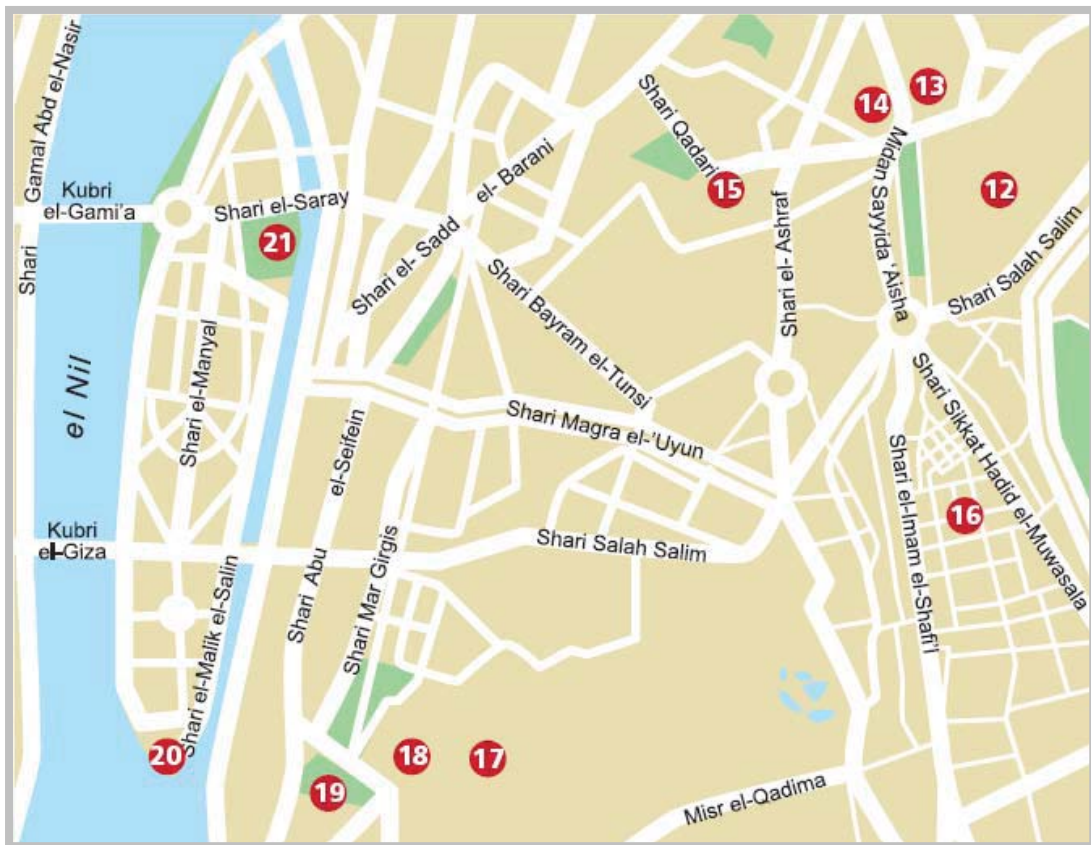 Gamal Abd el-Nasir
Shari
Kubri
el-Gami'a
Shari el-Saray
el Nil
Shari el-Manyal
Shari el-Sadd
el-Barani
Shari Qadari
Shari el-Ashraf
Midan Sayyida 'Aisha
Shari Salah Salim
Shari Bayram el-Tunsi
Shari Magra el-'Uyun
Shari Sikkat Hadid el-Muwasala
Shari el-Imam el-Shafi'I
Kubri
el-Giza
Shari Salah Salim
Shari Abu
el-Seifein
Shari Mar Girgis
Shari el-Malik el-Salin
Misr el-Qadima
12
13
14
15
16
17
18
19
20
21